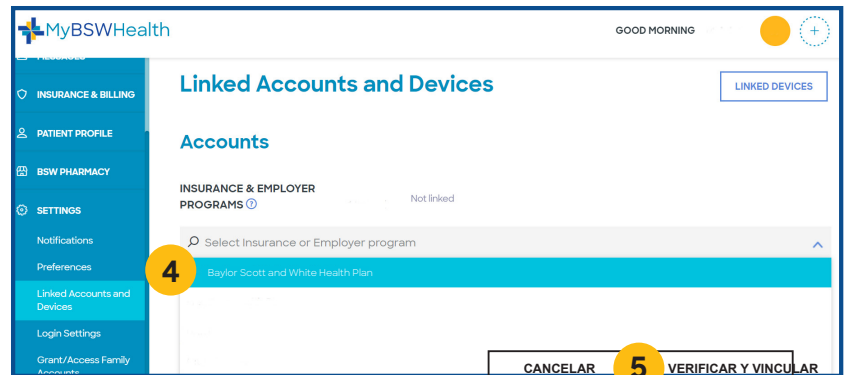 MyBSWHealth
GOOD MORNING
+
MESSAGES
INSURANCE & BILLING
PATIENT PROFILE
BSW PHARMACY
SETTINGS
Notifications
Preferences
Linked Accounts and
Devices
Login Settings
Grant/Access Family
Accounts
Linked Accounts and Devices
LINKED DEVICES
Accounts
INSURANCE & EMPLOYER
PROGRAMS ?
Not linked
Select Insurance or Employer program
4
Baylor Scott and White Health Plan
CANCELAR
5
VERIFICAR Y VINCULAR